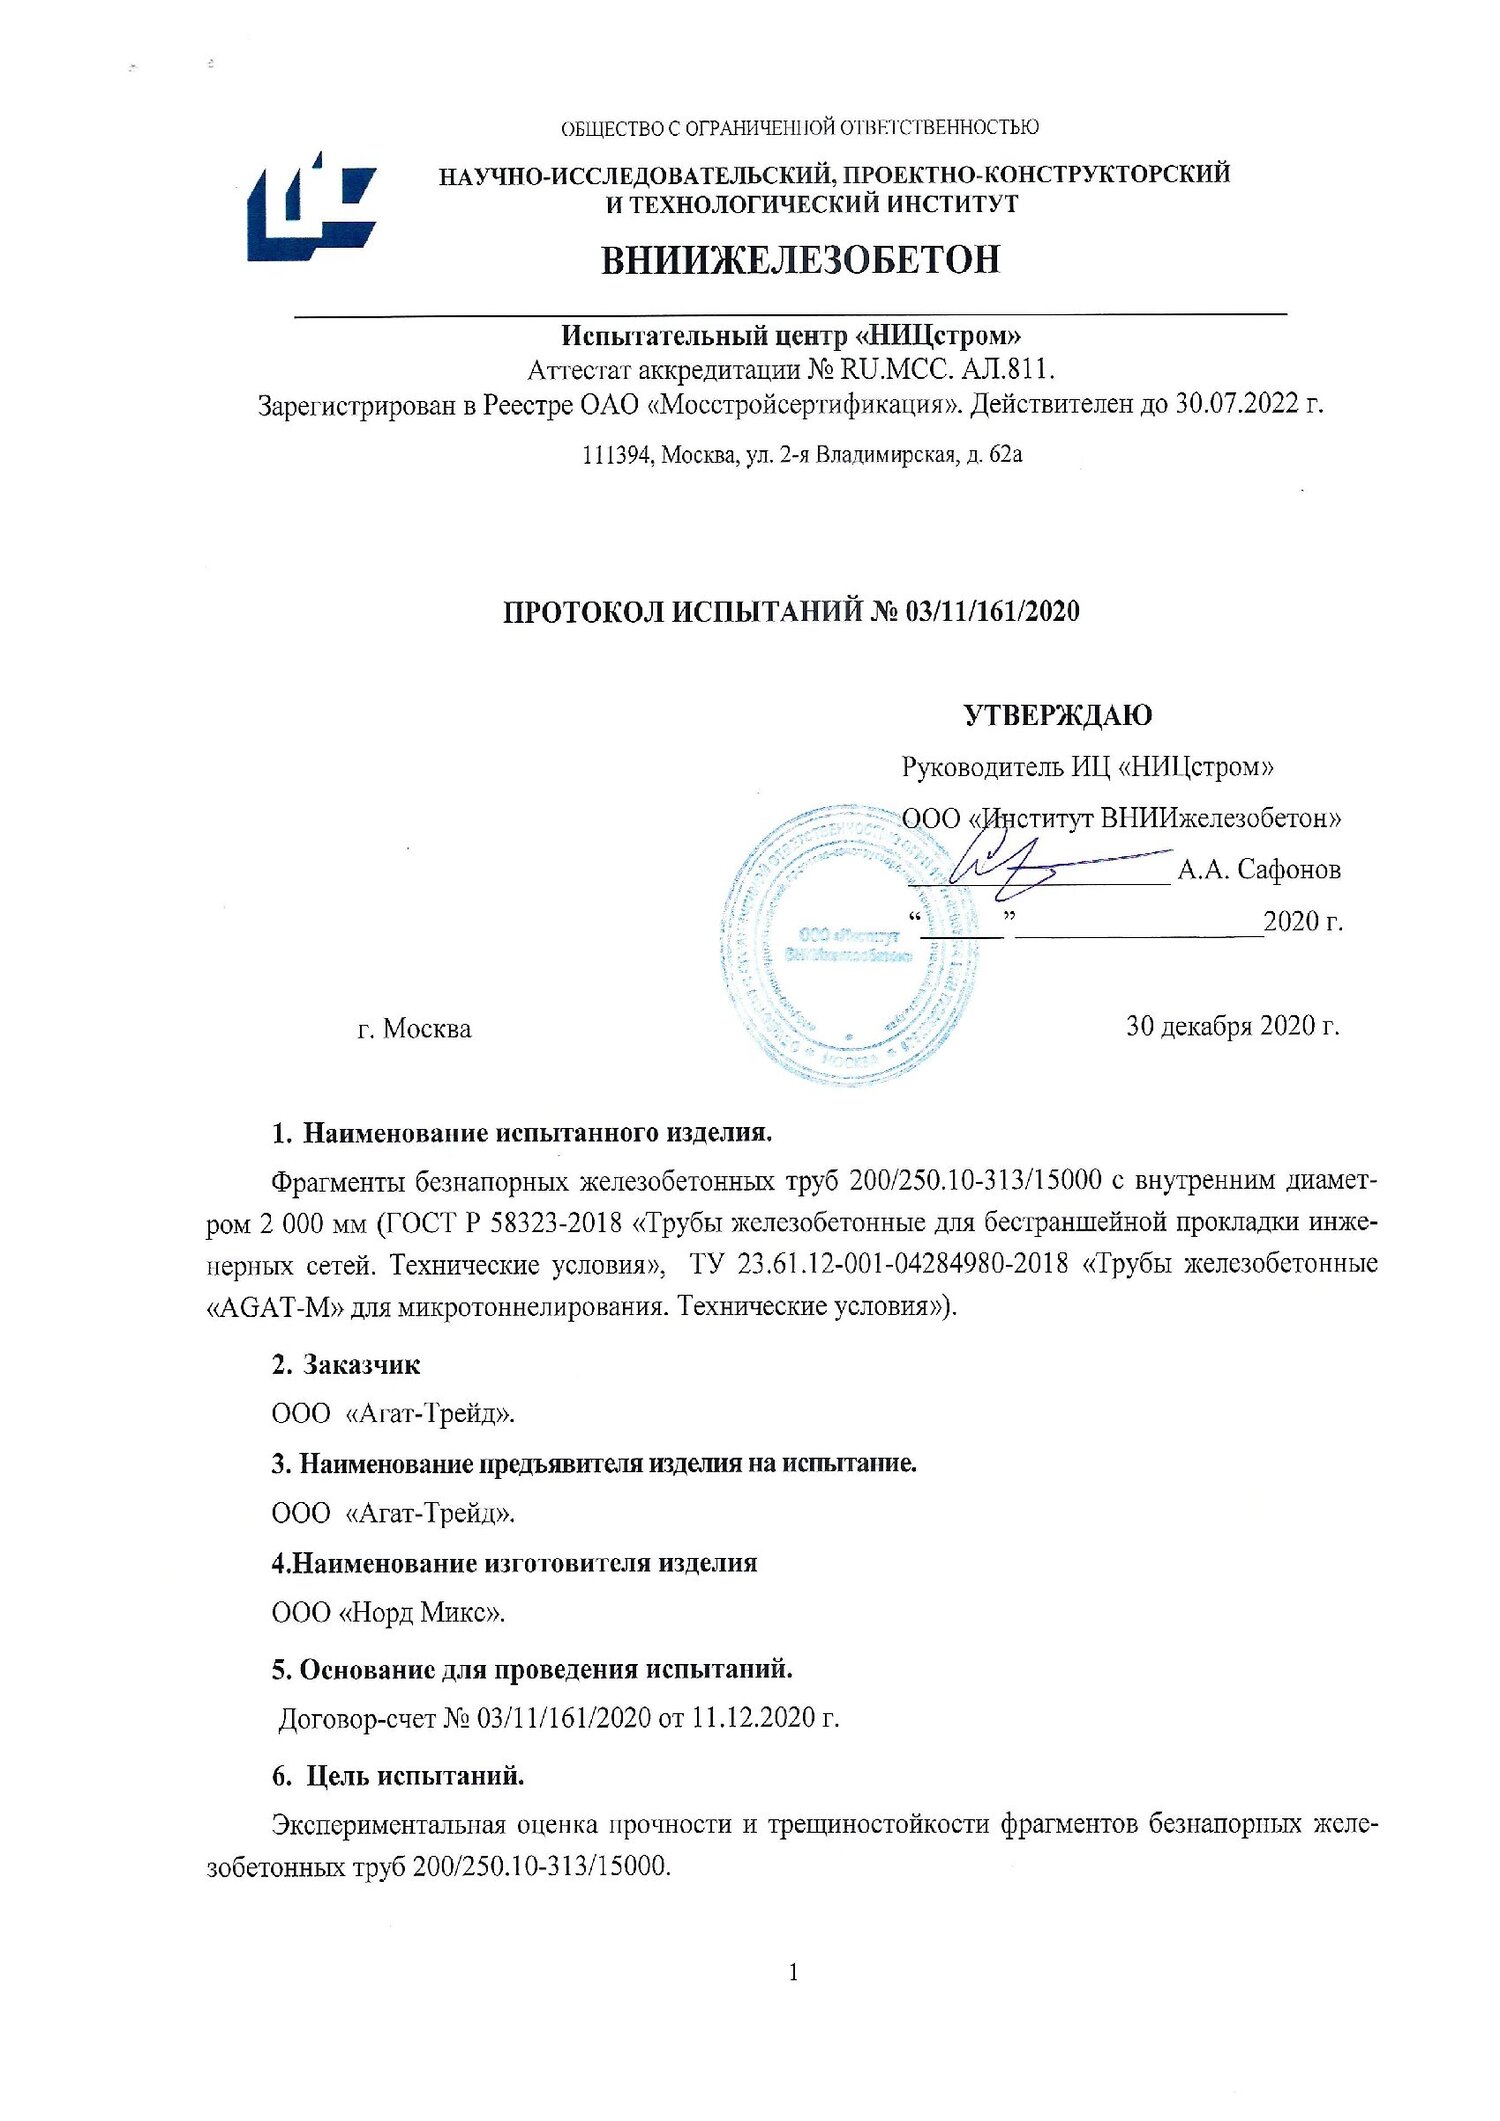 ОБЩЕСТВО С ОГРАНИЧЕННОЙ ОТВЕТСТВЕННОСТЬЮ
НАУЧНО-ИССЛЕДОВАТЕЛЬСКИЙ, ПРОЕКТНО-КОНСТРУКТОРСКИЙ
И ТЕХНОЛОГИЧЕСКИЙ ИНСТИТУТ
ВНИИЖЕЛЕЗОБЕТОН
Испытательный центр «НИЦстром»
Аттестат аккредитации № RU.МСС. АЛ.811.
Зарегистрирован в Реестре ОАО «Мосстройсертификация». Действителен до 30.07.2022 г.
111394, Москва, ул. 2-я Владимирская, д. 62а
ПРОТОКОЛ ИСПЫТАНИЙ № 03/11/161/2020
УТВЕРЖДАЮ
Руководитель ИЦ «НИЦстром»
ООО «Институт ВНИИжелезобетон»
А.А. Сафонов
“______”__________________2020 г.
ООО «Институт
ВНИИжелезобетон»
МОСКВА
г. Москва 30 декабря 2020 г.
1. Наименование испытанного изделия.
Фрагменты безнапорных железобетонных труб 200/250.10-313/15000 с внутренним диамет-
ром 2 000 мм (ГОСТ Р 58323-2018 «Трубы железобетонные для бестраншейной прокладки инже-
нерных сетей. Технические условия», ТУ 23.61.12-001-04284980-2018 «Трубы железобетонные
«AGAT-M» для микротоннелирования. Технические условия»).
2. Заказчик
ООО «Агат-Трейд».
3. Наименование предъявителя изделия на испытание.
ООО «Агат-Трейд».
4.Наименование изготовителя изделия
ООО «Норд Микс».
5. Основание для проведения испытаний.
Договор-счет № 03/11/161/2020 от 11.12.2020 г.
6. Цель испытаний.
Экспериментальная оценка прочности и трещиностойкости фрагментов безнапорных желе-
зобетонных труб 200/250.10-313/15000.
1